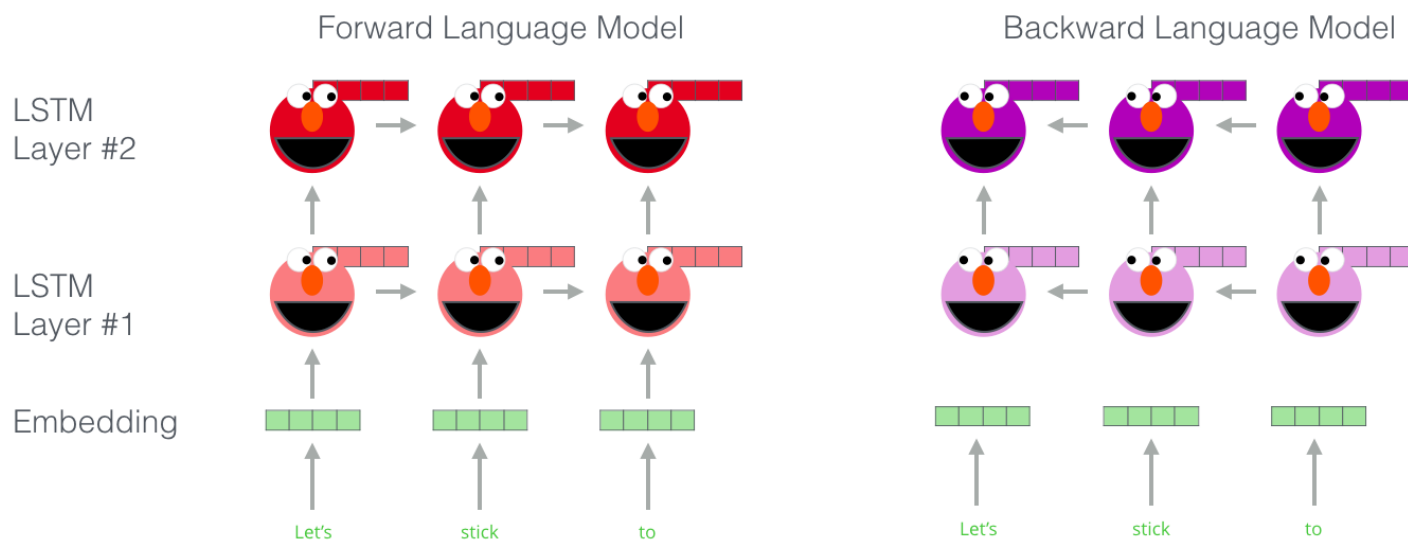 Forward Language Model
Backward Language Model
LSTM
Layer #2
LSTM
Layer #1
Embedding
Let's
stick
to
Let's
stick
to